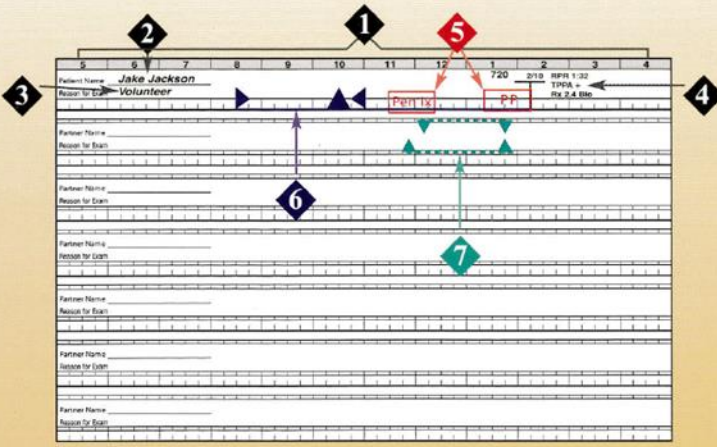 1
2
5
5 6 7 8 9 10 11 12 1 2 3 4
Patient Name Jake Jackson
720 2/10 RPR 1:32
3
Reason for Exam Volunteer
TPPA +
4
Rx 2.4 Bic
Pen tx PP
Partner Name
Reason for Exam
6
7
Partner Name
Reason for Exam
Partner Name
Reason for Exam
Partner Name
Reason for Exam
Partner Name
Reason for Exam
Partner Name
Reason for Exam